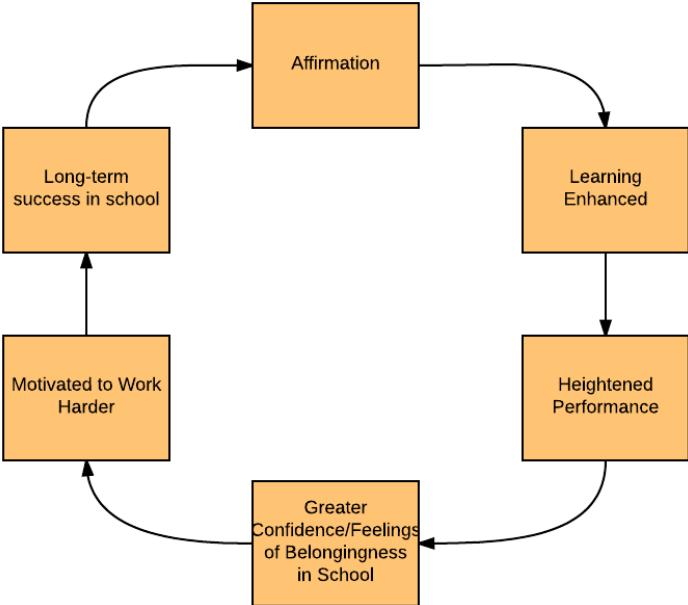 Affirmation
Learning
Enhanced
Heightened
Performance
Greater
Confidence/Feelings
of Belongingness
in School
Motivated to Work
Harder
Long-term
success in school